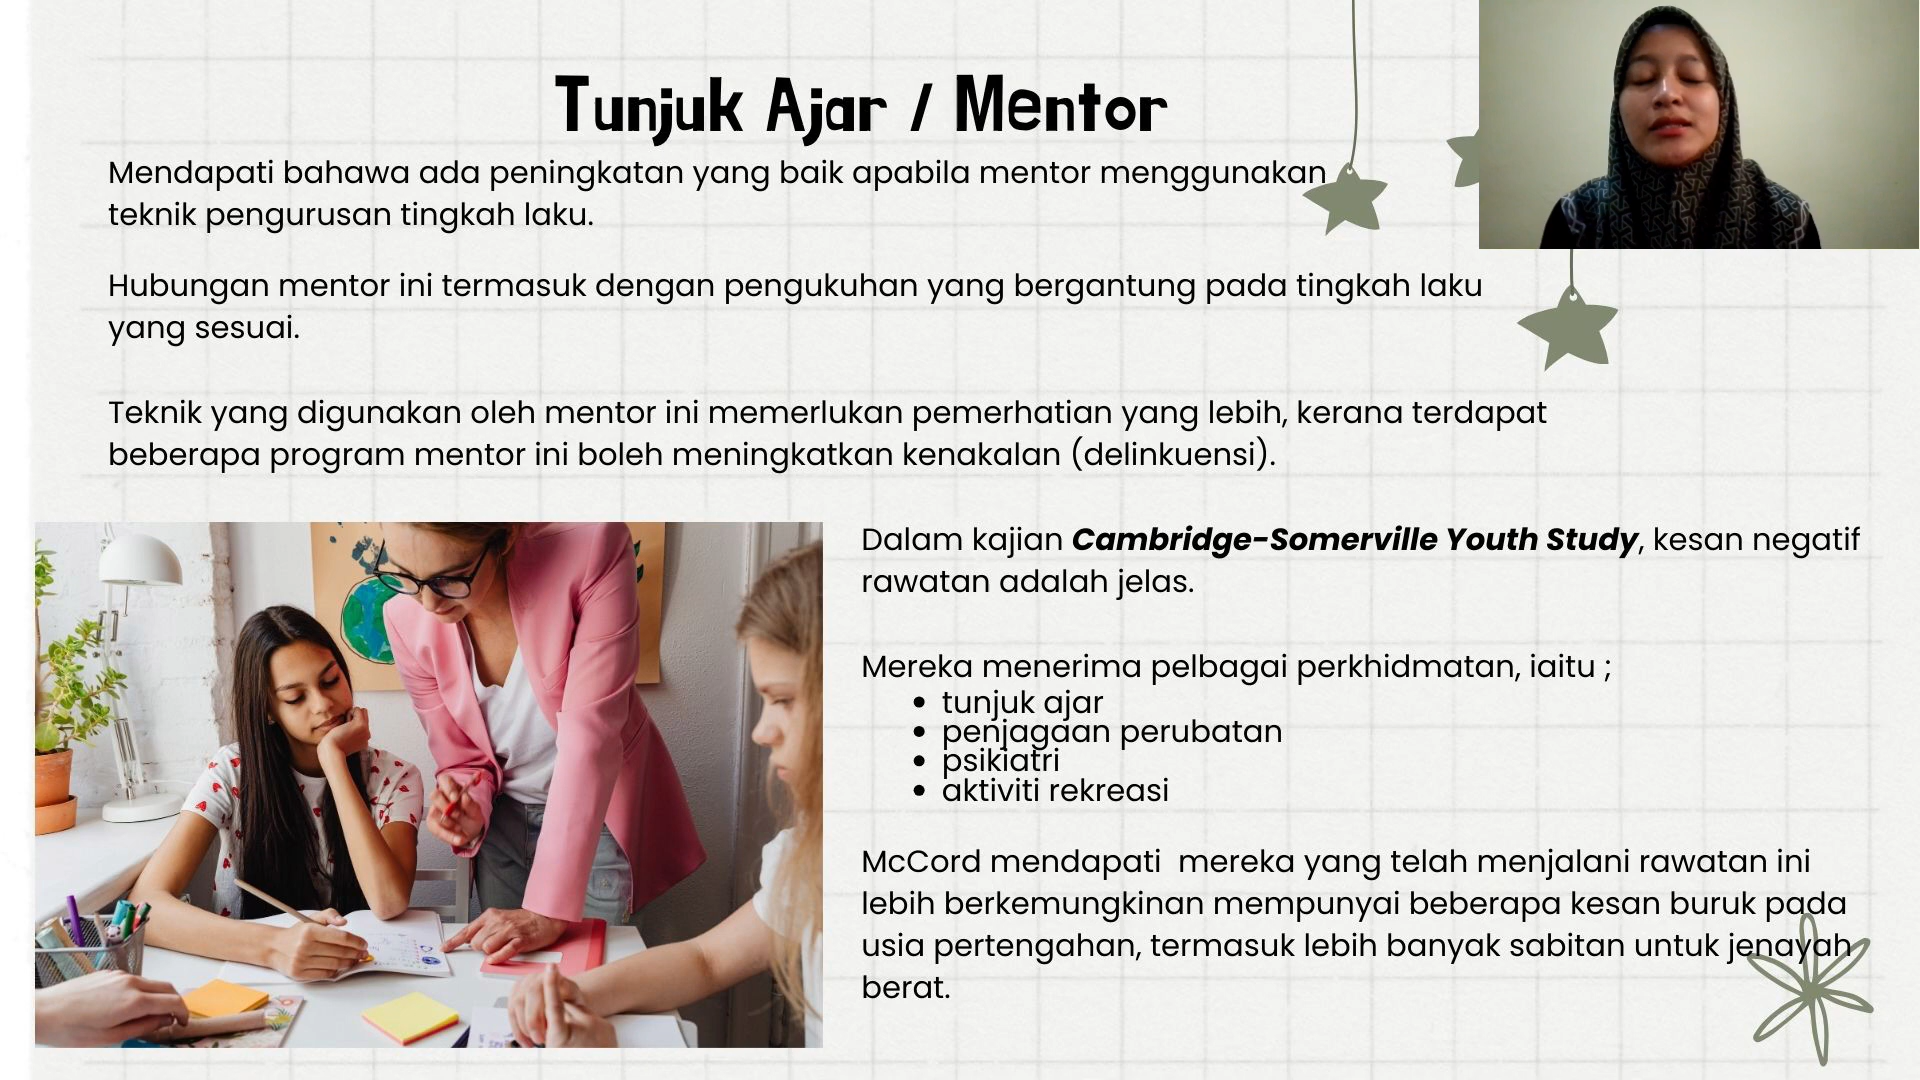 Tunjuk Ajar / Mentor
Mendapati bahawa ada peningkatan yang baik apabila mentor menggunakan
teknik pengurusan tingkah laku.
Hubungan mentor ini termasuk dengan pengukuhan yang bergantung pada tingkah laku
yang sesuai.
Teknik yang digunakan oleh mentor ini memerlukan pemerhatian yang lebih, kerana terdapat
beberapa program mentor ini boleh meningkatkan kenakalan (delinkuensi).
Dalam kajian Cambridge-Somerville Youth Study, kesan negatif
rawatan adalah jelas.
Mereka menerima pelbagai perkhidmatan, iaitu ;
• tunjuk ajar
• penjagaan perubatan
• psikiatri
• aktiviti rekreasi
McCord mendapati  mereka yang telah menjalani rawatan ini
lebih berkemungkinan mempunyai beberapa kesan buruk pada
usia pertengahan, termasuk lebih banyak sabitan untuk jenayah
berat.